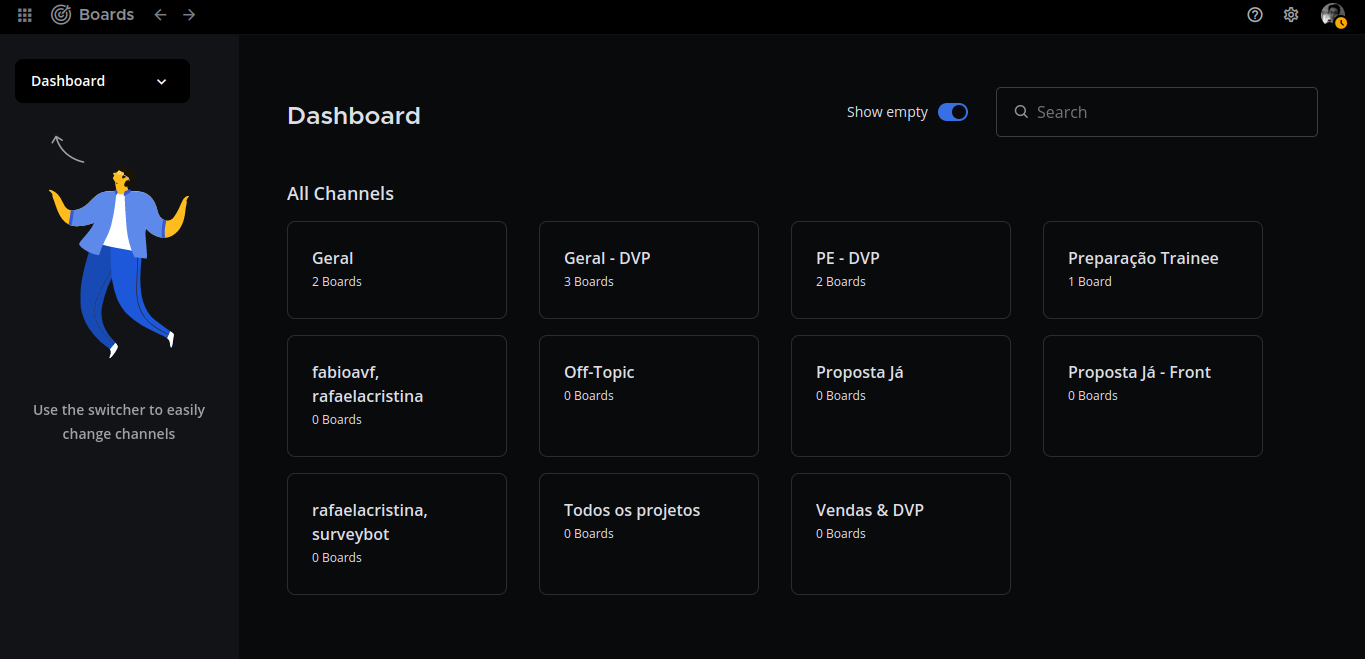 Boards
Dashboard
Use the switcher to easily
change channels
Dashboard
Show empty
Search
All Channels
Geral
2 Boards
Geral - DVP
3 Boards
PE - DVP
2 Boards
Preparação Trainee
1 Board
fabioavf,
rafaelacristina
0 Boards
Off-Topic
0 Boards
Proposta Já
0 Boards
Proposta Já - Front
0 Boards
rafaelacristina,
surveybot
0 Boards
Todos os projetos
0 Boards
Vendas & DVP
0 Boards